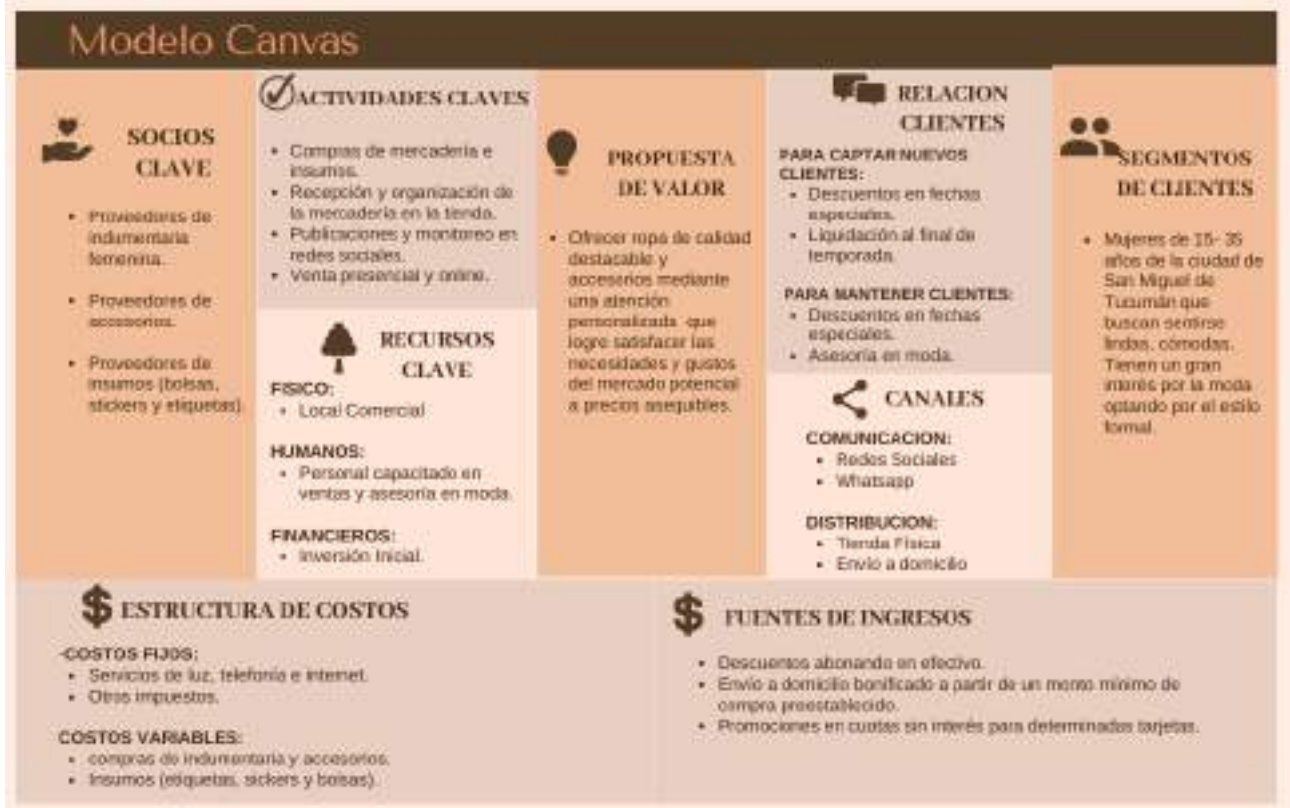 Modelo Canvas
SOCIOS
CLAVE
• Proveedores de
indumentaria
femenina.
• Proveedores de
accesorios.
• Proveedores de
insumos (bolsas,
stickers y etiquetas)
ACTIVIDADES CLAVES
• Compras de mercadería e
insumos.
• Recepción y organización de
la mercadería en la tienda.
• Publicaciones y monitoreo en
redes sociales.
• Venta presencial y online.
RECURSOS
CLAVE
FISICO:
• Local Comercial
HUMANOS:
• Personal capacitado en
ventas y asesoría en moda.
FINANCIEROS:
• Inversión Inicial.
PROPUESTA
DE VALOR
• Ofrecer ropa de calidad
destacable y
accesorios mediante
una atención
personalizada que
logre satisfacer las
necesidades y gustos
del mercado potencial
a precios asequibles.
RELACION
CLIENTES
PARA CAPTAR NUEVOS
CLIENTES:
• Descuentos en fechas
especiales.
• Liquidación al final de
temporada.
PARA MANTENER CLIENTES:
• Descuentos en fechas
especiales.
• Asesoría en moda.
CANALES
COMUNICACION:
• Redes Sociales
• Whatsapp
DISTRIBUCION:
• Tienda Física
• Envío a domicilio
SEGMENTOS
DE CLIENTES
• Mujeres de 15- 35
años de la ciudad de
San Miguel de
Tucumán que
buscan sentirse
lindas, cómodas.
Tienen un gran
interés por la moda
optando por el estilo
formal.
ESTRUCTURA DE COSTOS
-COSTOS FIJOS:
• Servicios de luz, telefonía e internet.
• Otros impuestos.
COSTOS VARIABLES:
• compras de indumentaria y accesorios.
• Insumos (etiquetas, sickers y bolsas).
FUENTES DE INGRESOS
• Descuentos abonando en efectivo.
• Envío a domicilio bonificado a partir de un monto mínimo de
compra preestablecido.
• Promociones en cuotas sin interés para determinadas tarjetas.